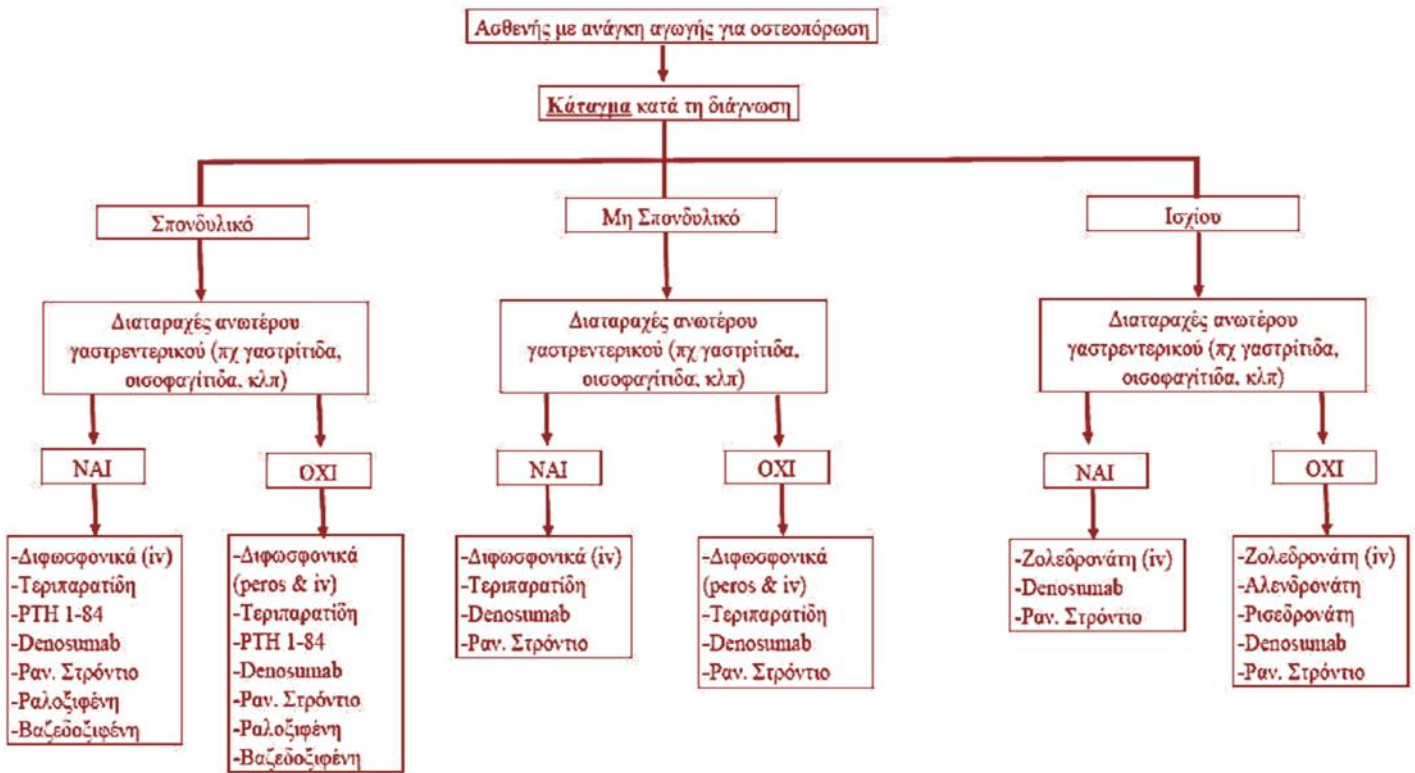 Ασθενής με ανάγκη αγωγής για οστεοπόρωση
Κάταγμα κατά τη διάγνωση
Σπονδυλικό
Μη Σπονδυλικό
Ισχίου
Διαταραχές ανωτέρου
γαστρεντερικού (πχ γαστρίτιδα,
οισοφαγίτιδα, κλπ)
Διαταραχές ανωτέρου
γαστρεντερικού (πχ γαστρίτιδα,
οισοφαγίτιδα, κλπ)
Διαταραχές ανωτέρου
γαστρεντερικού (πχ γαστρίτιδα,
οισοφαγίτιδα, κλπ)
ΝΑΙ
ΟΧΙ
ΝΑΙ
ΟΧΙ
ΝΑΙ
ΟΧΙ
-Διφωσφονικά (iv)
-Τεριπαρατίδη
-PTH 1-84
-Denosumab
-Ραν. Στρόντιο
-Ραλοξιφένη
-Βαζεδοξιφένη
-Διφωσφονικά
(peros & iv)
-Τεριπαρατίδη
-PTH 1-84
-Denosumab
-Ραν. Στρόντιο
-Ραλοξιφένη
-Βαζεδοξιφένη
-Διφωσφονικά (iv)
-Τεριπαρατίδη
-Denosumab
-Ραν. Στρόντιο
-Διφωσφονικά
(peros & iv)
-Τεριπαρατίδη
-Denosumab
-Ραν. Στρόντιο
-Ζολεδρονάτη (iv)
-Denosumab
-Ραν. Στρόντιο
-Ζολεδρονάτη (iv)
-Αλενδρονάτη
-Ρισεδρονάτη
-Denosumab
-Ραν. Στρόντιο